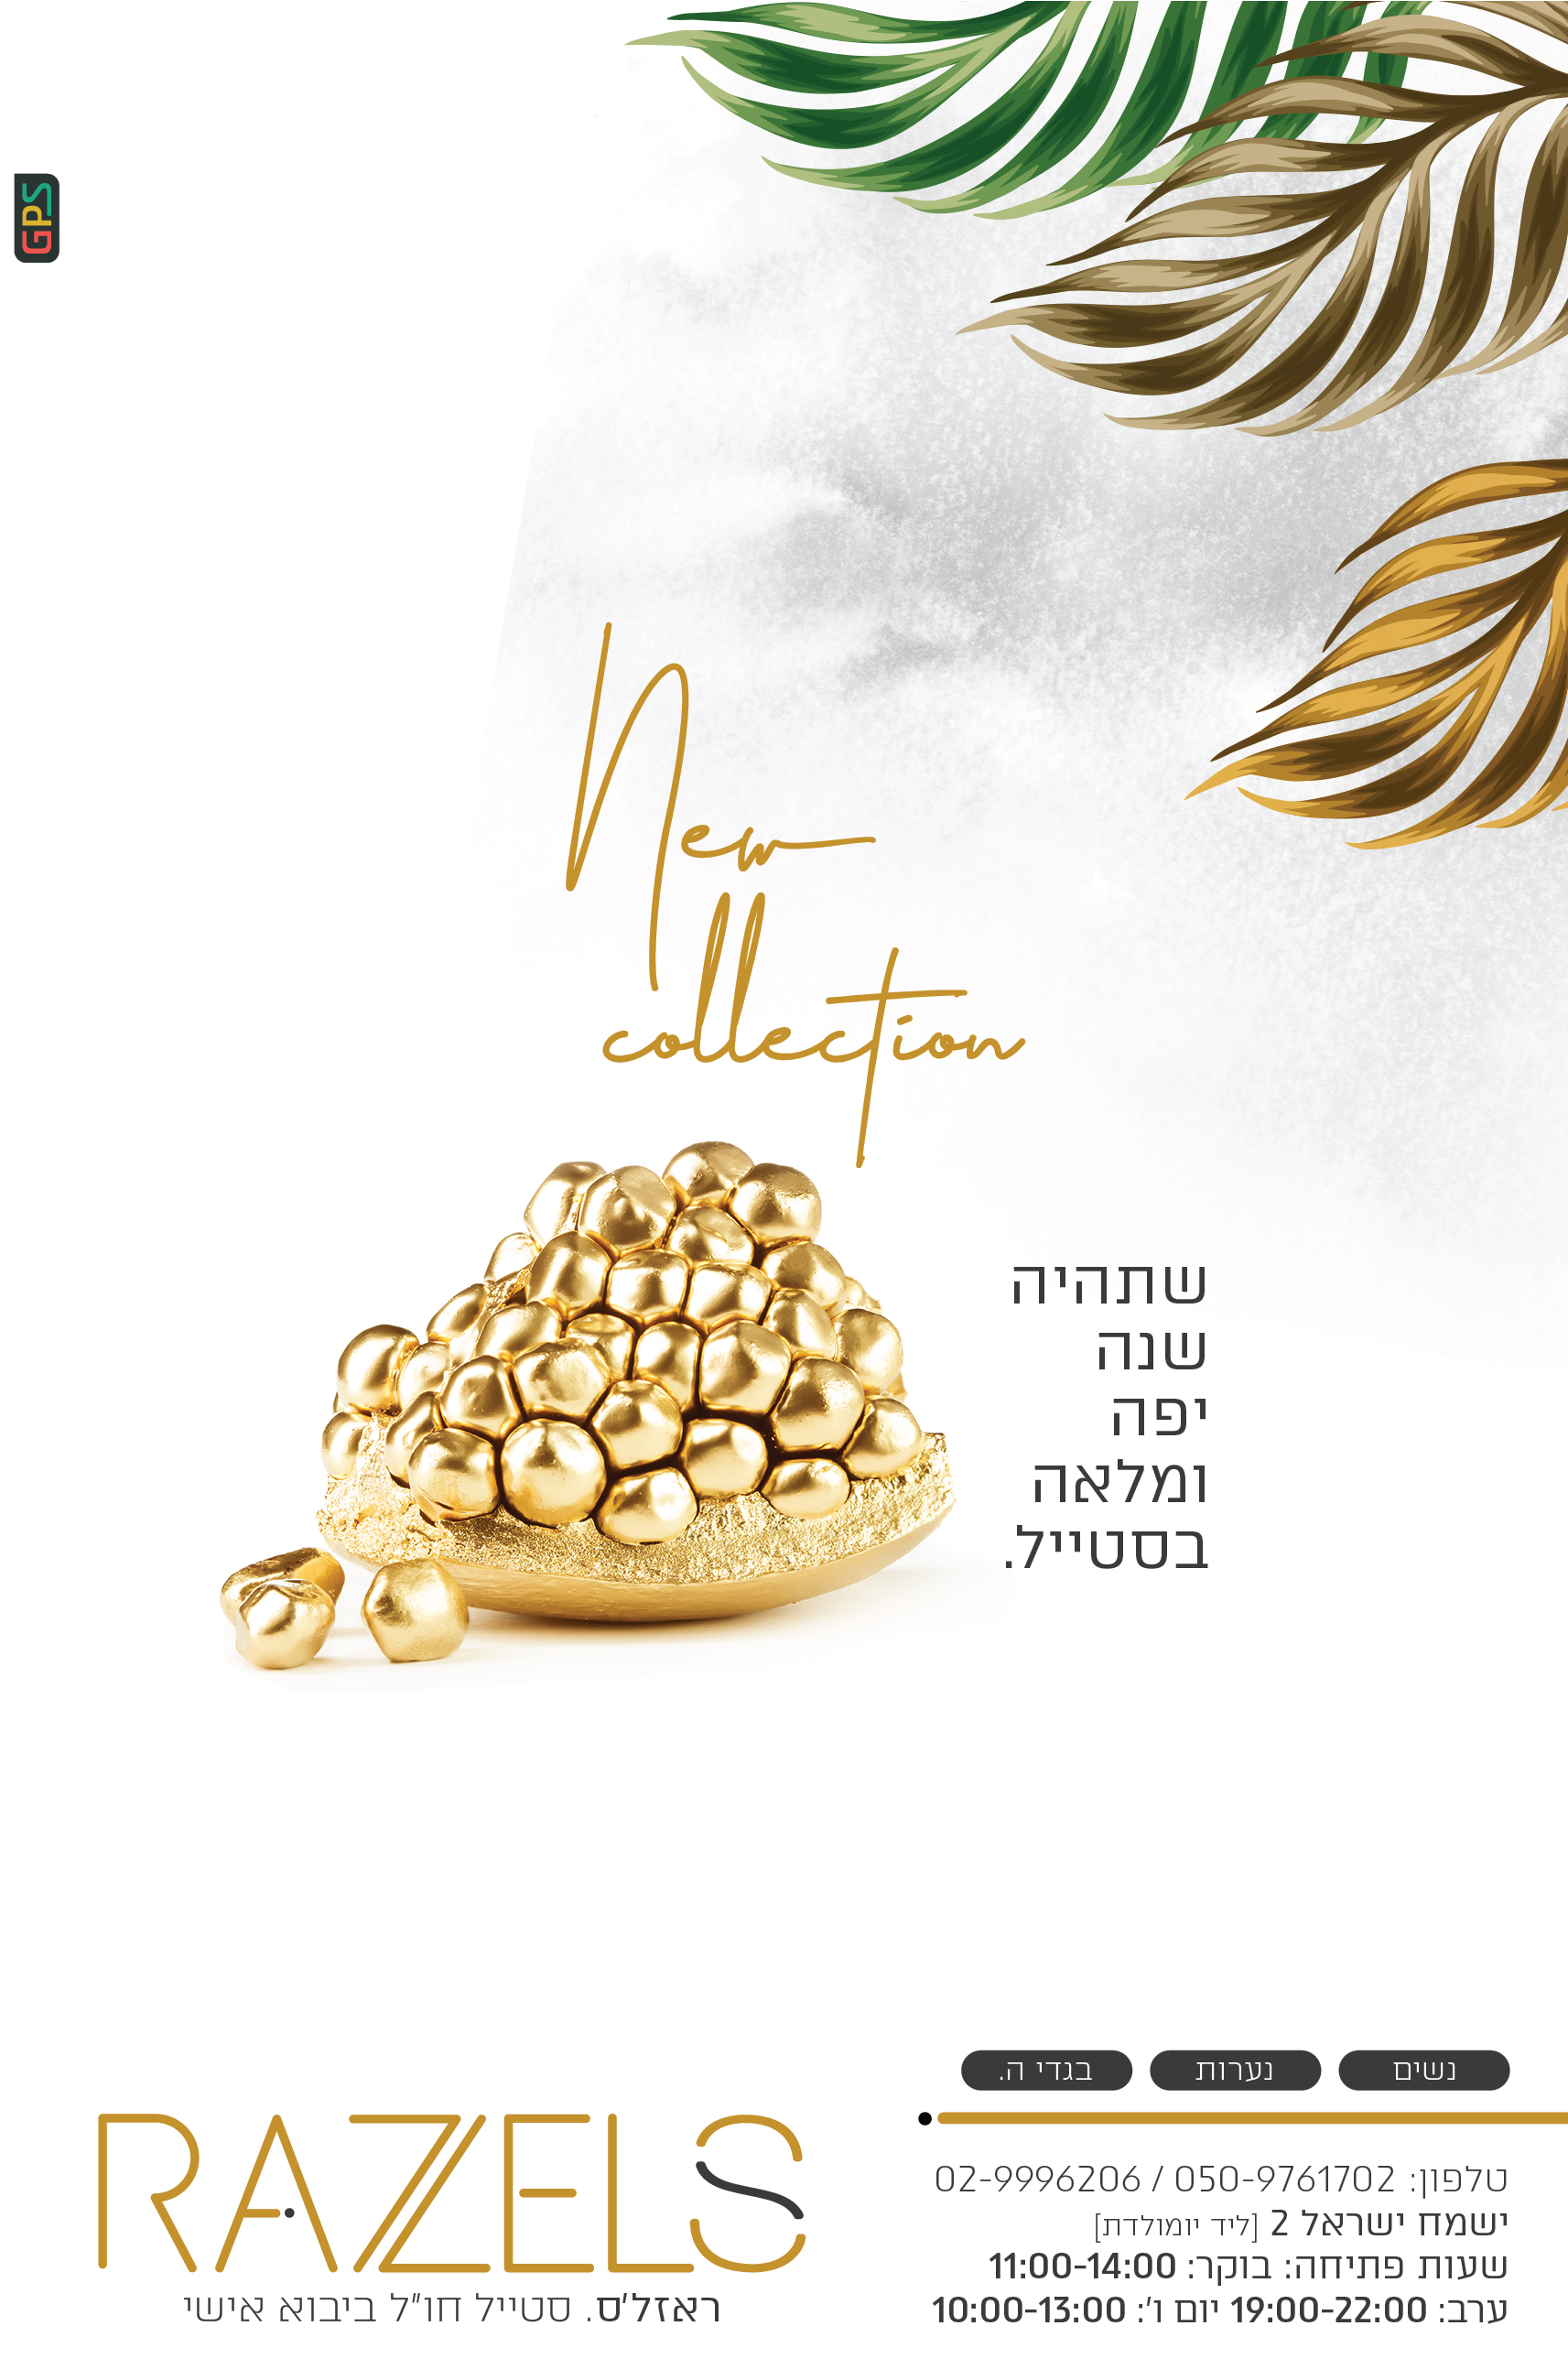 GPS
New
collection
שתהיה
שנה
יפה
ומלאה
בסטייל.
נשים
נערות
בגדי ה.
טלפון: 050-9761702 / 02-9996206
ישמח ישראל 2 [ליד יומולדת]
שעות פתיחה: בוקר: 11:00-14:00
ערב: 19:00-22:00 יום ו': 10:00-13:00
RAZZELS
ראזל'ס. סטייל חו"ל ביבוא אישי